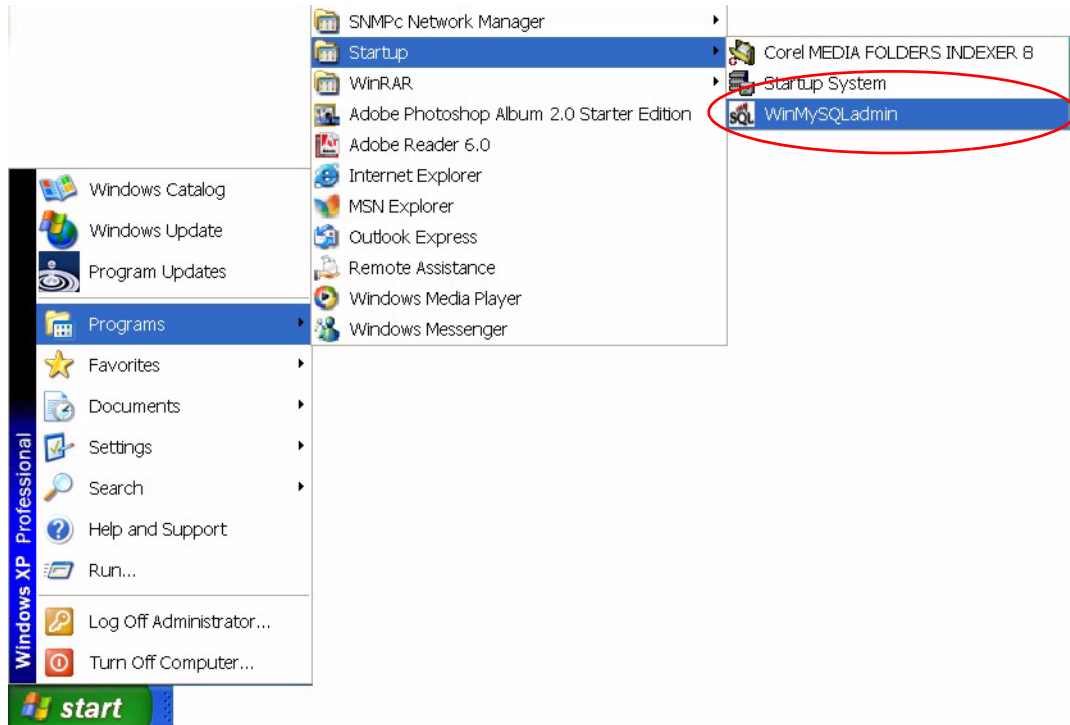 SNMPc Network Manager
Startup
WinRAR
Adobe Photoshop Album 2.0 Starter Edition
Adobe Reader 6.0
Internet Explorer
MSN Explorer
Outlook Express
Remote Assistance
Windows Media Player
Windows Messenger
Corel MEDIA FOLDERS INDEXER 8
Startup System
SQL
WinMySQLadmin
Windows Catalog
Windows Update
Program Updates
Programs
Favorites
Documents
Settings
Search
Help and Support
Run...
Log Off Administrator...
Turn Off Computer...
Windows XP Professional
start